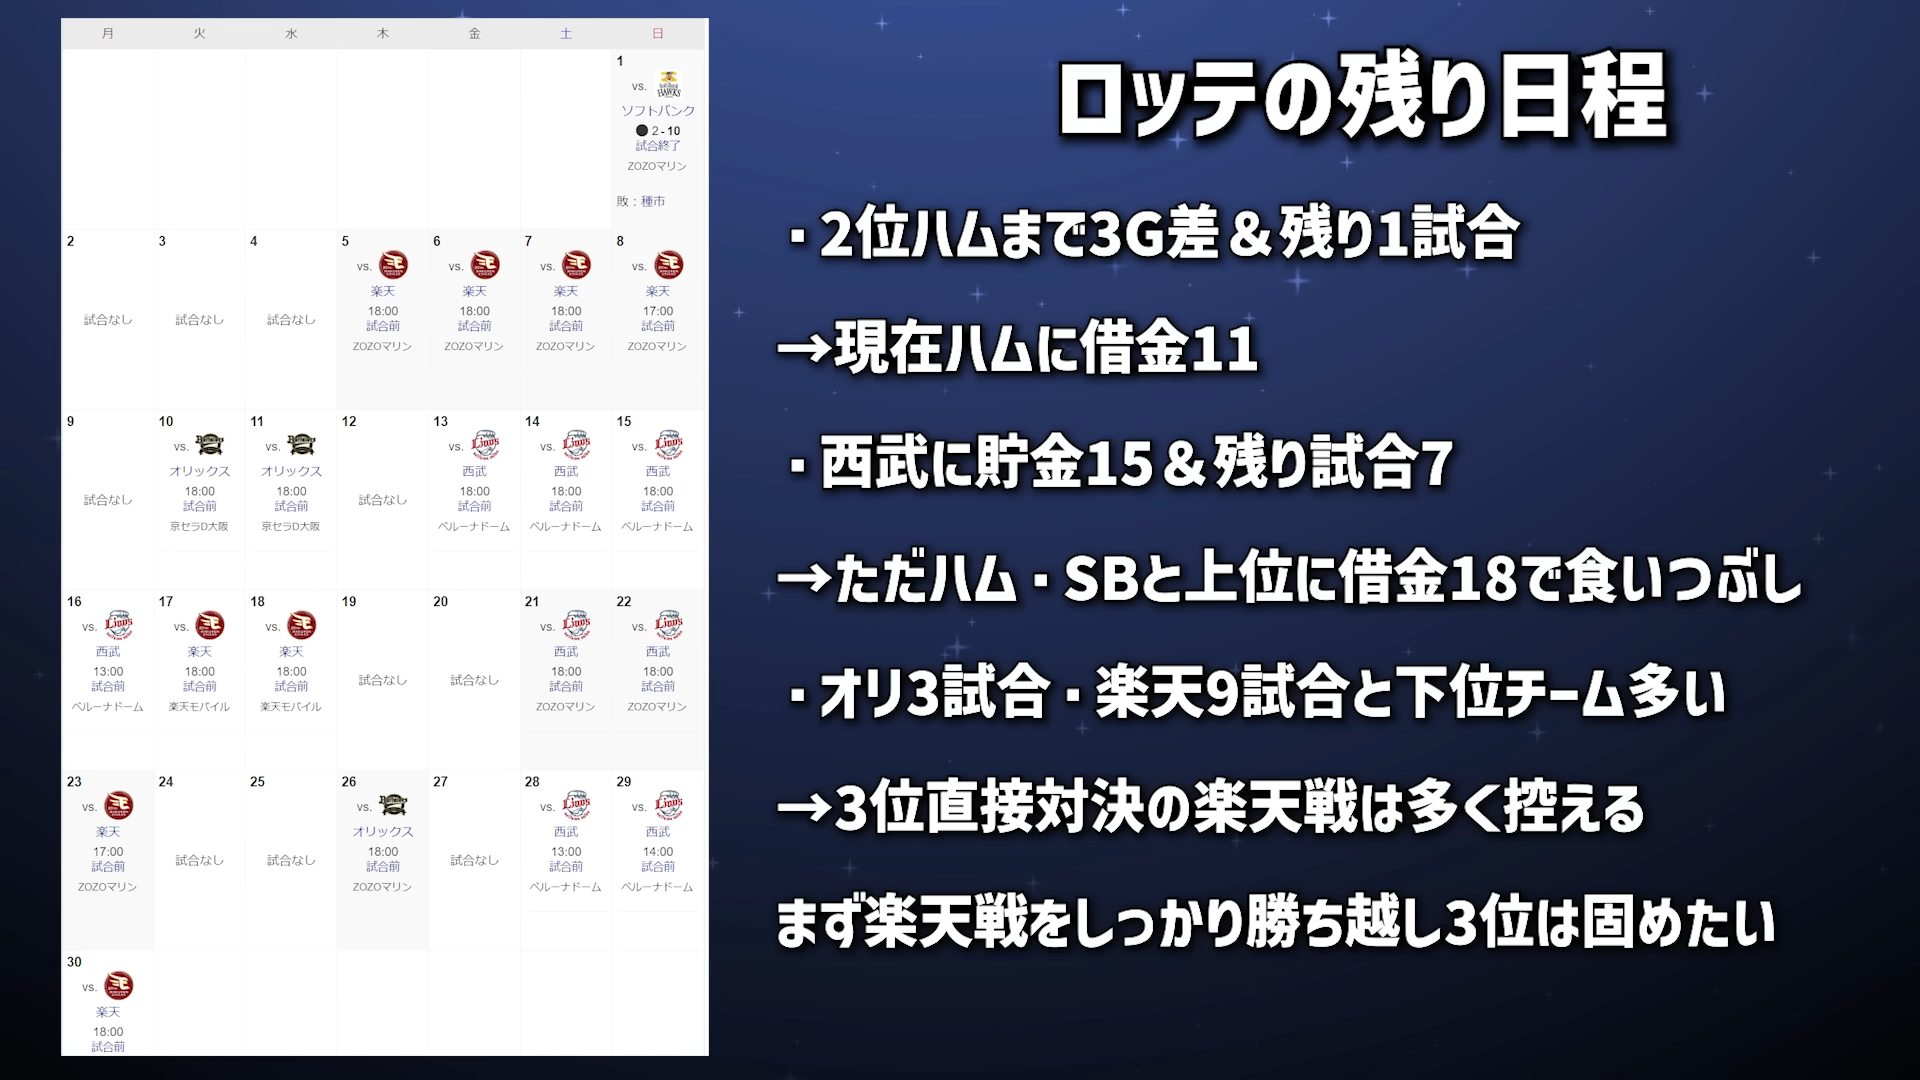 月 火 水 木 金 土 日
1
vs.
ソフトバンク
●2-10
試合終了
ZOZOマリン
敗：種市
2 3 4 5 6 7 8
vs. vs. vs. vs.
楽天 楽天 楽天 楽天
18:00 18:00 18:00 17:00
試合なし 試合なし 試合なし 試合前 試合前 試合前 試合前
ZOZOマリン ZOZOマリン ZOZOマリン ZOZOマリン
9 10 11 12 13 14 15
vs. vs. vs. vs. vs.
オリックス オリックス 西武 西武 西武
18:00 18:00 18:00 18:00 18:00
試合なし 試合前 試合前 試合なし 試合前 試合前 試合前
京セラD大阪 京セラD大阪 ベルーナドーム ベルーナドーム ベルーナドーム
16 17 18 19 20 21 22
vs. vs. vs. vs. vs.
西武 楽天 楽天 西武 西武
13:00 18:00 18:00 18:00 18:00
試合前 試合前 試合前 試合なし 試合なし 試合前 試合前
ベルーナドーム 楽天モバイル 楽天モバイル ZOZOマリン ZOZOマリン
23 24 25 26 27 28 29
vs. vs. vs. vs.
楽天 オリックス 西武 西武
17:00 18:00 13:00 14:00
試合前 試合なし 試合なし 試合前 試合なし 試合前 試合前
ZOZOマリン ZOZOマリン ベルーナドーム ベルーナドーム
30
vs.
楽天
18:00
試合前
ロッテの残り日程
・2位ハムまで3G差＆残り1試合
→現在ハムに借金11
・西武に貯金15＆残り試合7
→ただハム・SBと上位に借金18で食いつぶし
・オリ3試合・楽天9試合と下位チーム多い
→3位直接対決の楽天戦は多く控える
まず楽天戦をしっかり勝ち越し3位は固めたい